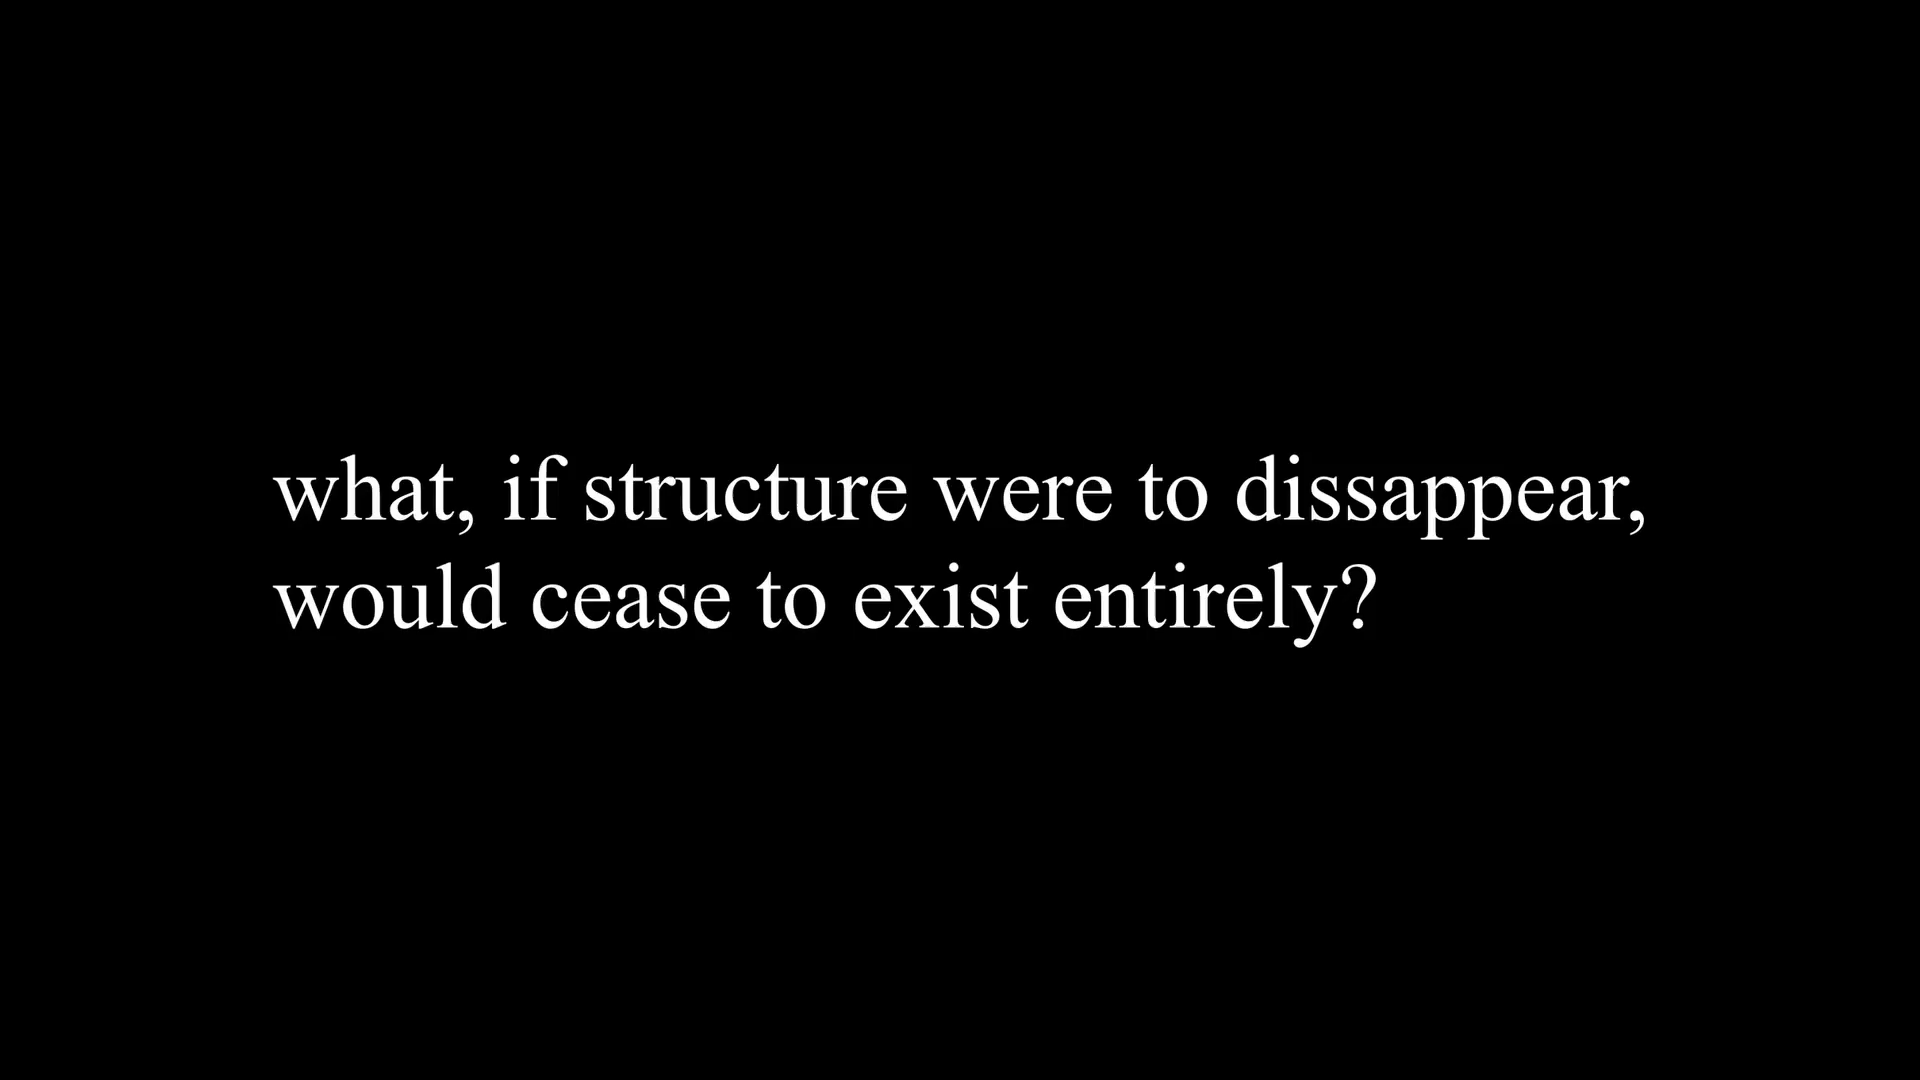 what, if structure were to dissappear,
would cease to exist entirely?